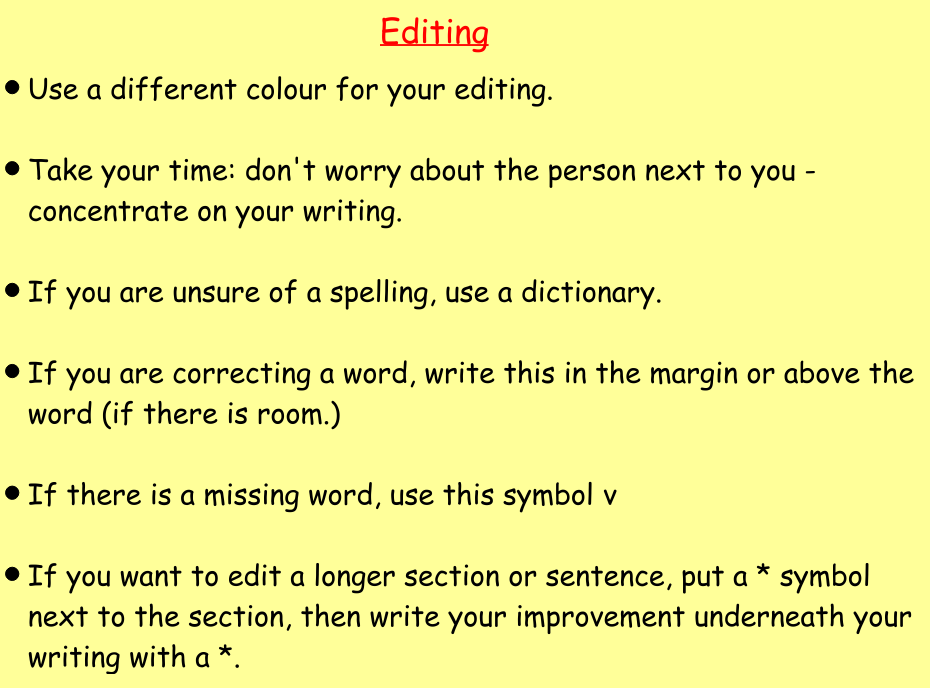 Editing
• Use a different colour for your editing.
• Take your time: don't worry about the person next to you -
concentrate on your writing.
• If you are unsure of a spelling, use a dictionary.
• If you are correcting a word, write this in the margin or above the
word (if there is room.)
• If there is a missing word, use this symbol v
• If you want to edit a longer section or sentence, put a * symbol
next to the section, then write your improvement underneath your
writing with a *.